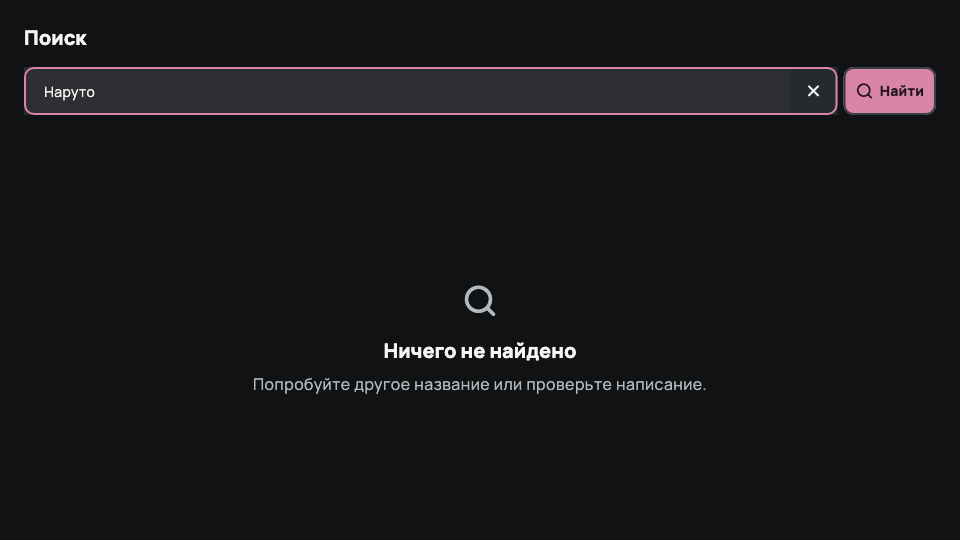 Поиск
Наруто
Найти
Ничего не найдено
Попробуйте другое название или проверьте написание.